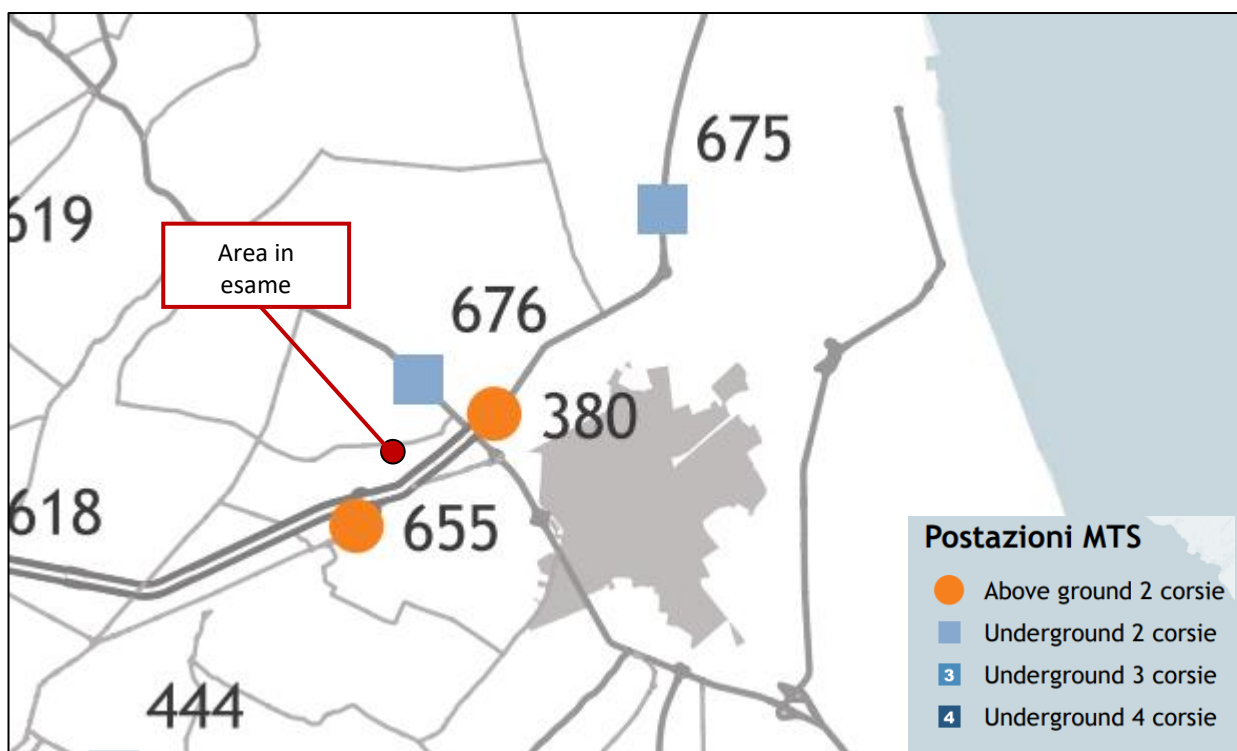 675
619
Area in
esame
676
380
618
655
444
Postazioni MTS
Above ground 2 corsie
Underground 2 corsie
3 Underground 3 corsie
4 Underground 4 corsie